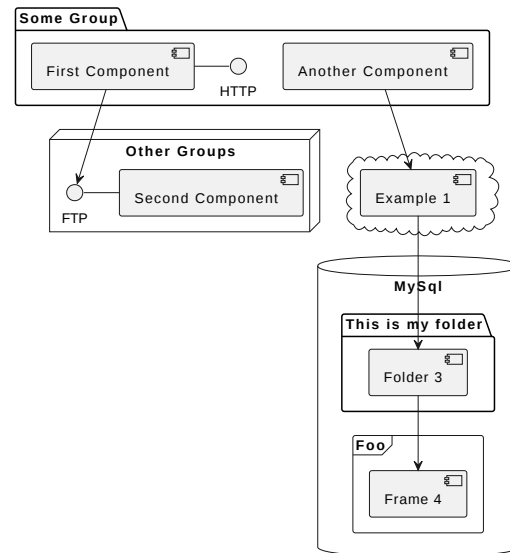 Some Group
First Component
HTTP
Another Component
Other Groups
FTP
Second Component
Example 1
MySql
This is my folder
Folder 3
Foo
Frame 4